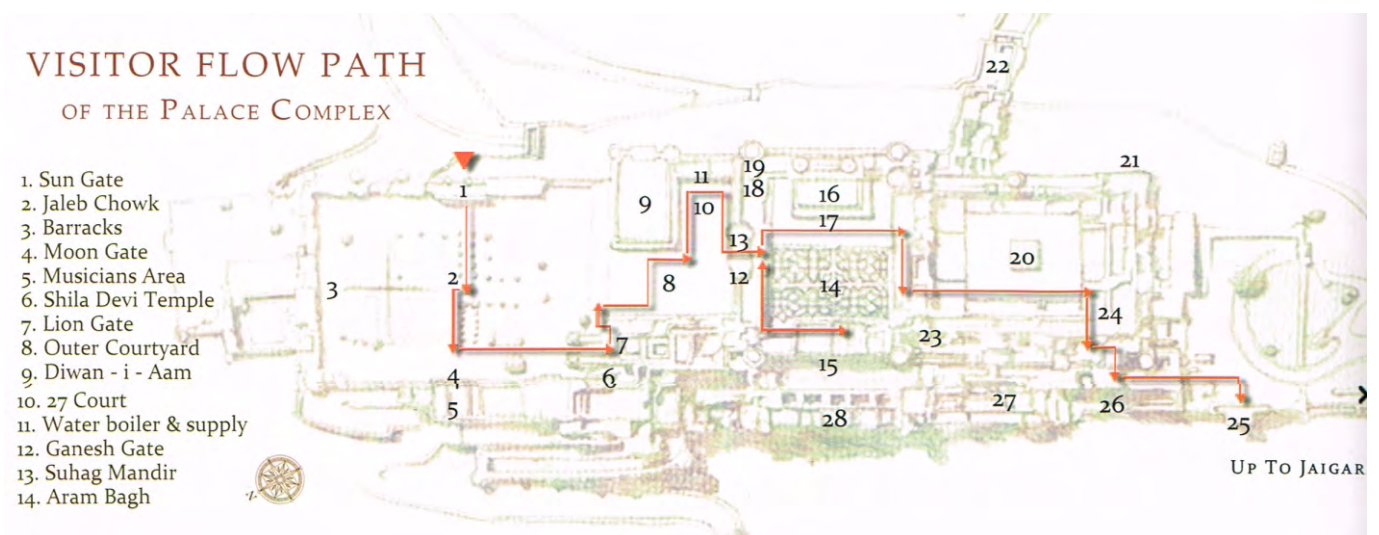 VISITOR FLOW PATH
OF THE PALACE COMPLEX
1. Sun Gate
2. Jaleb Chowk
3. Barracks
4. Moon Gate
5. Musicians Area
6. Shila Devi Temple
7. Lion Gate
8. Outer Courtyard
9. Diwan - i - Aam
10. 27 Court
11. Water boiler & supply
12. Ganesh Gate
13. Suhag Mandir
14. Aram Bagh
22
1
11
19
18
21
9
10
16
17
13
2
3
8
12
14
20
24
7
23
4
6
15
5
28
27
26
25
UP TO JAIGAR